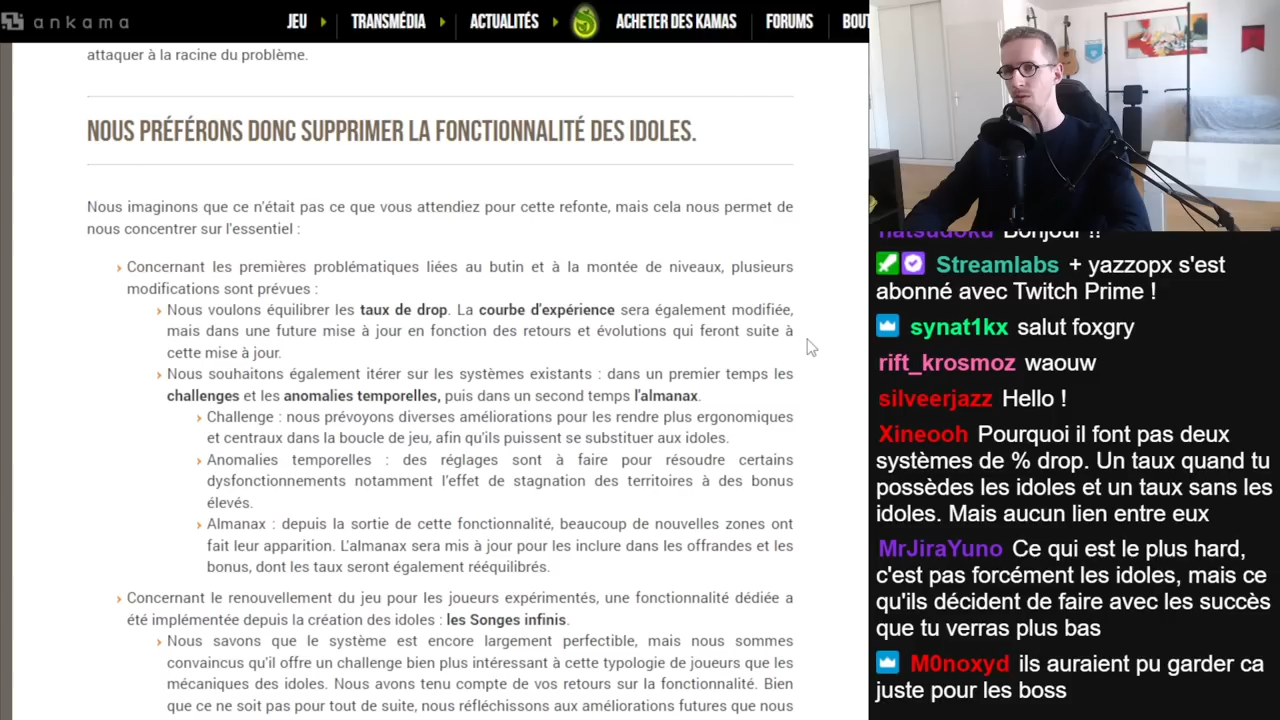 ankama
JEU
TRANSMÉDIA
ACTUALITÉS
ACHETER DES KAMAS
FORUMS
BOUT
attaquer à la racine du problème.
NOUS PRÉFÉRONS DONC SUPPRIMER LA FONCTIONNALITÉ DES IDOLES.
Nous imaginons que ce n'était pas ce que vous attendiez pour cette refonte, mais cela nous permet de
nous concentrer sur l'essentiel :
Concernant les premières problématiques liées au butin et à la montée de niveaux, plusieurs
modifications sont prévues :
Nous voulons équilibrer les taux de drop. La courbe d'expérience sera également modifiée,
mais dans une future mise à jour en fonction des retours et évolutions qui feront suite à
cette mise à jour.
Nous souhaitons également itérer sur les systèmes existants : dans un premier temps les
challenges et les anomalies temporelles, puis dans un second temps l'almanax.
Challenge : nous prévoyons diverses améliorations pour les rendre plus ergonomiques
et centraux dans la boucle de jeu, afin qu'ils puissent se substituer aux idoles.
Anomalies temporelles : des réglages sont à faire pour résoudre certains
dysfonctionnements notamment l'effet de stagnation des territoires à des bonus
élevés.
Almanax : depuis la sortie de cette fonctionnalité, beaucoup de nouvelles zones ont
fait leur apparition. L'almanax sera mis à jour pour les inclure dans les offrandes et les
bonus, dont les taux seront également rééquilibrés.
Concernant le renouvellement du jeu pour les joueurs expérimentés, une fonctionnalité dédiée a
été implémentée depuis la création des idoles : les Songes infinis.
Nous savons que le système est encore largement perfectible, mais nous sommes
convaincus qu'il offre un challenge bien plus intéressant à cette typologie de joueurs que les
mécaniques des idoles. Nous avons tenu compte de vos retours sur la fonctionnalité. Bien
que ce ne soit pas pour tout de suite, nous réfléchissons aux améliorations futures que nous
natsudoku Bonjour !!
Streamlabs + yazzopx s'est
abonné avec Twitch Prime !
synat1kx salut foxgry
rift_krosmoz waouw
silveerjazz Hello !
Xineooh Pourquoi il font pas deux
systèmes de % drop. Un taux quand tu
possèdes les idoles et un taux sans les
idoles. Mais aucun lien entre eux
MrJiraYuno Ce qui est le plus hard,
c'est pas forcément les idoles, mais ce
qu'ils décident de faire avec les succès
que tu verras plus bas
M0noxyd ils auraient pu garder ca
juste pour les boss